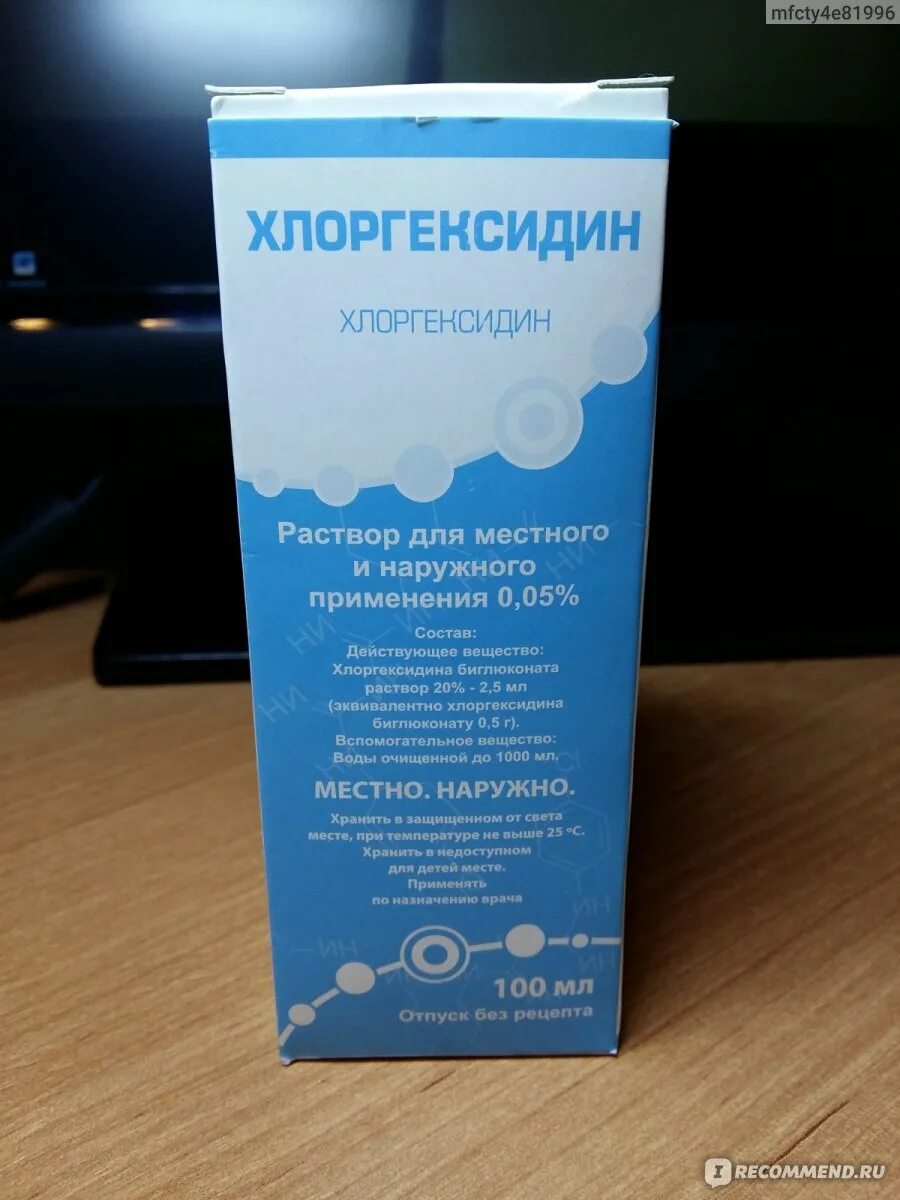 mfcty4e81996
ХЛОРГЕКСИДИН
ХЛОРГЕКСИДИН
Раствор для местного
и наружного
применения 0,05%
Состав:
Действующее вещество:
Хлоргексидина биглюконата
раствор 20% - 2,5 мл
(эквивалентно хлоргексидина
биглюконату 0,5 г).
Вспомогательное вещество:
Воды очищенной до 1000 мл.
МЕСТНО. НАРУЖНО.
Хранить в защищенном от света
месте, при температуре не выше 25 ºС.
Хранить в недоступном
для детей месте.
Применять
по назначению врача
100 мл
Отпуск без рецепта
IRECOMMEND.RU